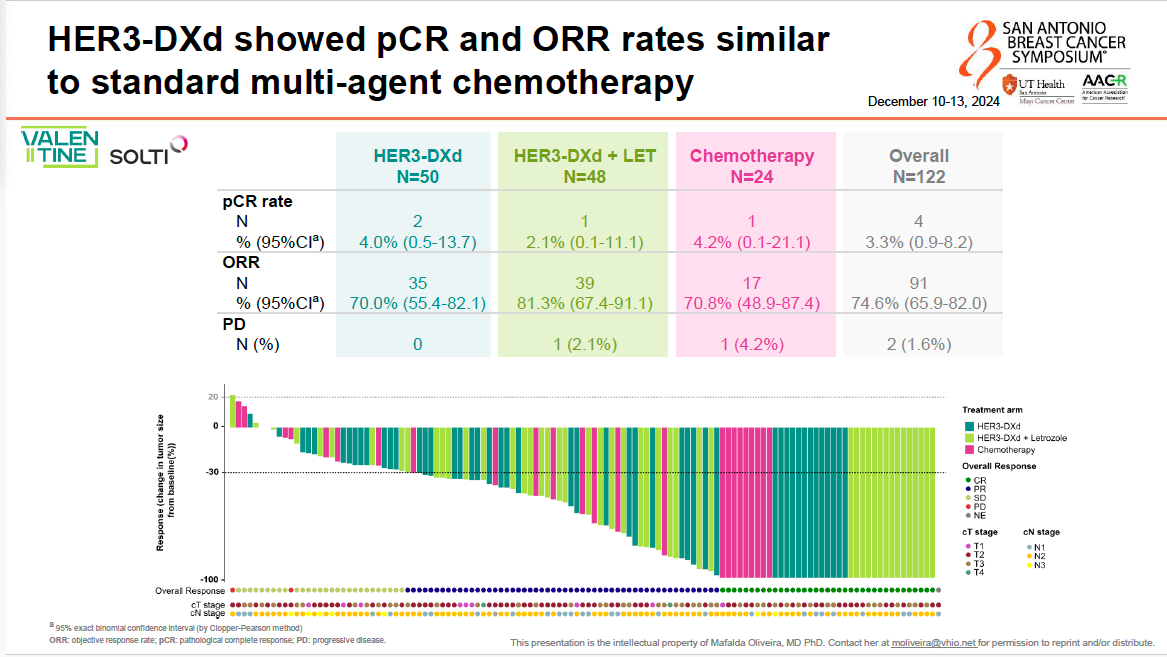 HER3-DXd showed pCR and ORR rates similar
to standard multi-agent chemotherapy
SAN ANTONIO
BREAST CANCER
SYMPOSIUM®
UT Health
San Antonio
Mays Cancer Center
AACR
American Association
for Cancer Research
December 10-13, 2024
VALEN
TINE
SOLTI
HER3-DXd HER3-DXd + LET Chemotherapy Overall
N=50 N=48 N=24 N=122
pCR rate
N 2 1 1 4
% (95%CIa) 4.0% (0.5-13.7) 2.1% (0.1-11.1) 4.2% (0.1-21.1) 3.3% (0.9-8.2)
ORR
N 35 39 17 91
% (95%CIa) 70.0% (55.4-82.1) 81.3% (67.4-91.1) 70.8% (48.9-87.4) 74.6% (65.9-82.0)
PD
N (%) 0 1 (2.1%) 1 (4.2%) 2 (1.6%)
Response (change in tumor size
from baseline(%))
20
0
-30
-100
Overall Response
cT stage
cN stage
Treatment arm
HER3-DXd
HER3-DXd + Letrozole
Chemotherapy
Overall Response
CR
PR
SD
PD
NE
cT stage cN stage
T1 N1
T2 N2
T3 N3
T4
a 95% exact binomial confidence interval (by Clopper-Pearson method)
ORR: objective response rate; pCR: pathological complete response; PD: progressive disease.
This presentation is the intellectual property of Mafalda Oliveira, MD PhD. Contact her at moliveira@vhio.net for permission to reprint and/or distribute.